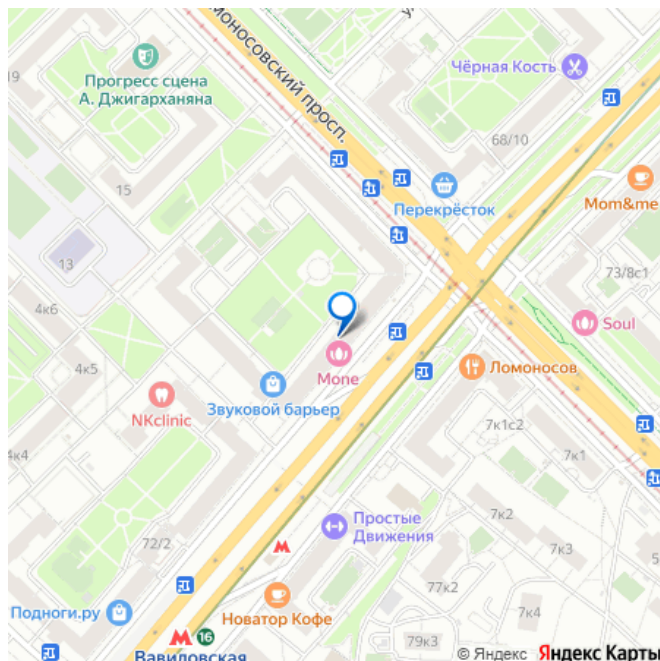 19
Прогресс сцена
А. Джигарханяна
моносовский просп.
Чёрная Кость
68/10
Перекрёсток
Mom&me
15
13
4к6
73/8с1
Soul
4к5
Mone
Ломоносов
Звуковой барьер
NKclinic
7к1с2
7к1
4к4
7к2
Простые
Движения
7к3
72/2
77к2
Подноги.ру
Новатор Кофе
7к4
М 16
Вавиловская
79к3
© Яндекс Яндекс Карты